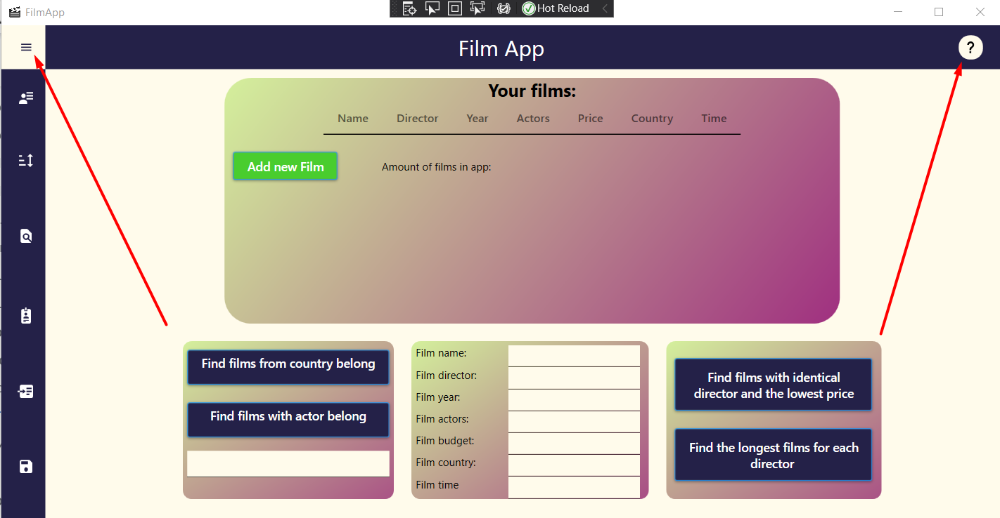 FilmApp
Hot Reload
Film App
?
Your films:
Name Director Year Actors Price Country Time
Add new Film
Amount of films in app:
Find films from country belong
Find films with actor belong
Film name:
Film director:
Film year:
Film actors:
Film budget:
Film country:
Film time
Find films with identical
director and the lowest price
Find the longest films for each
director